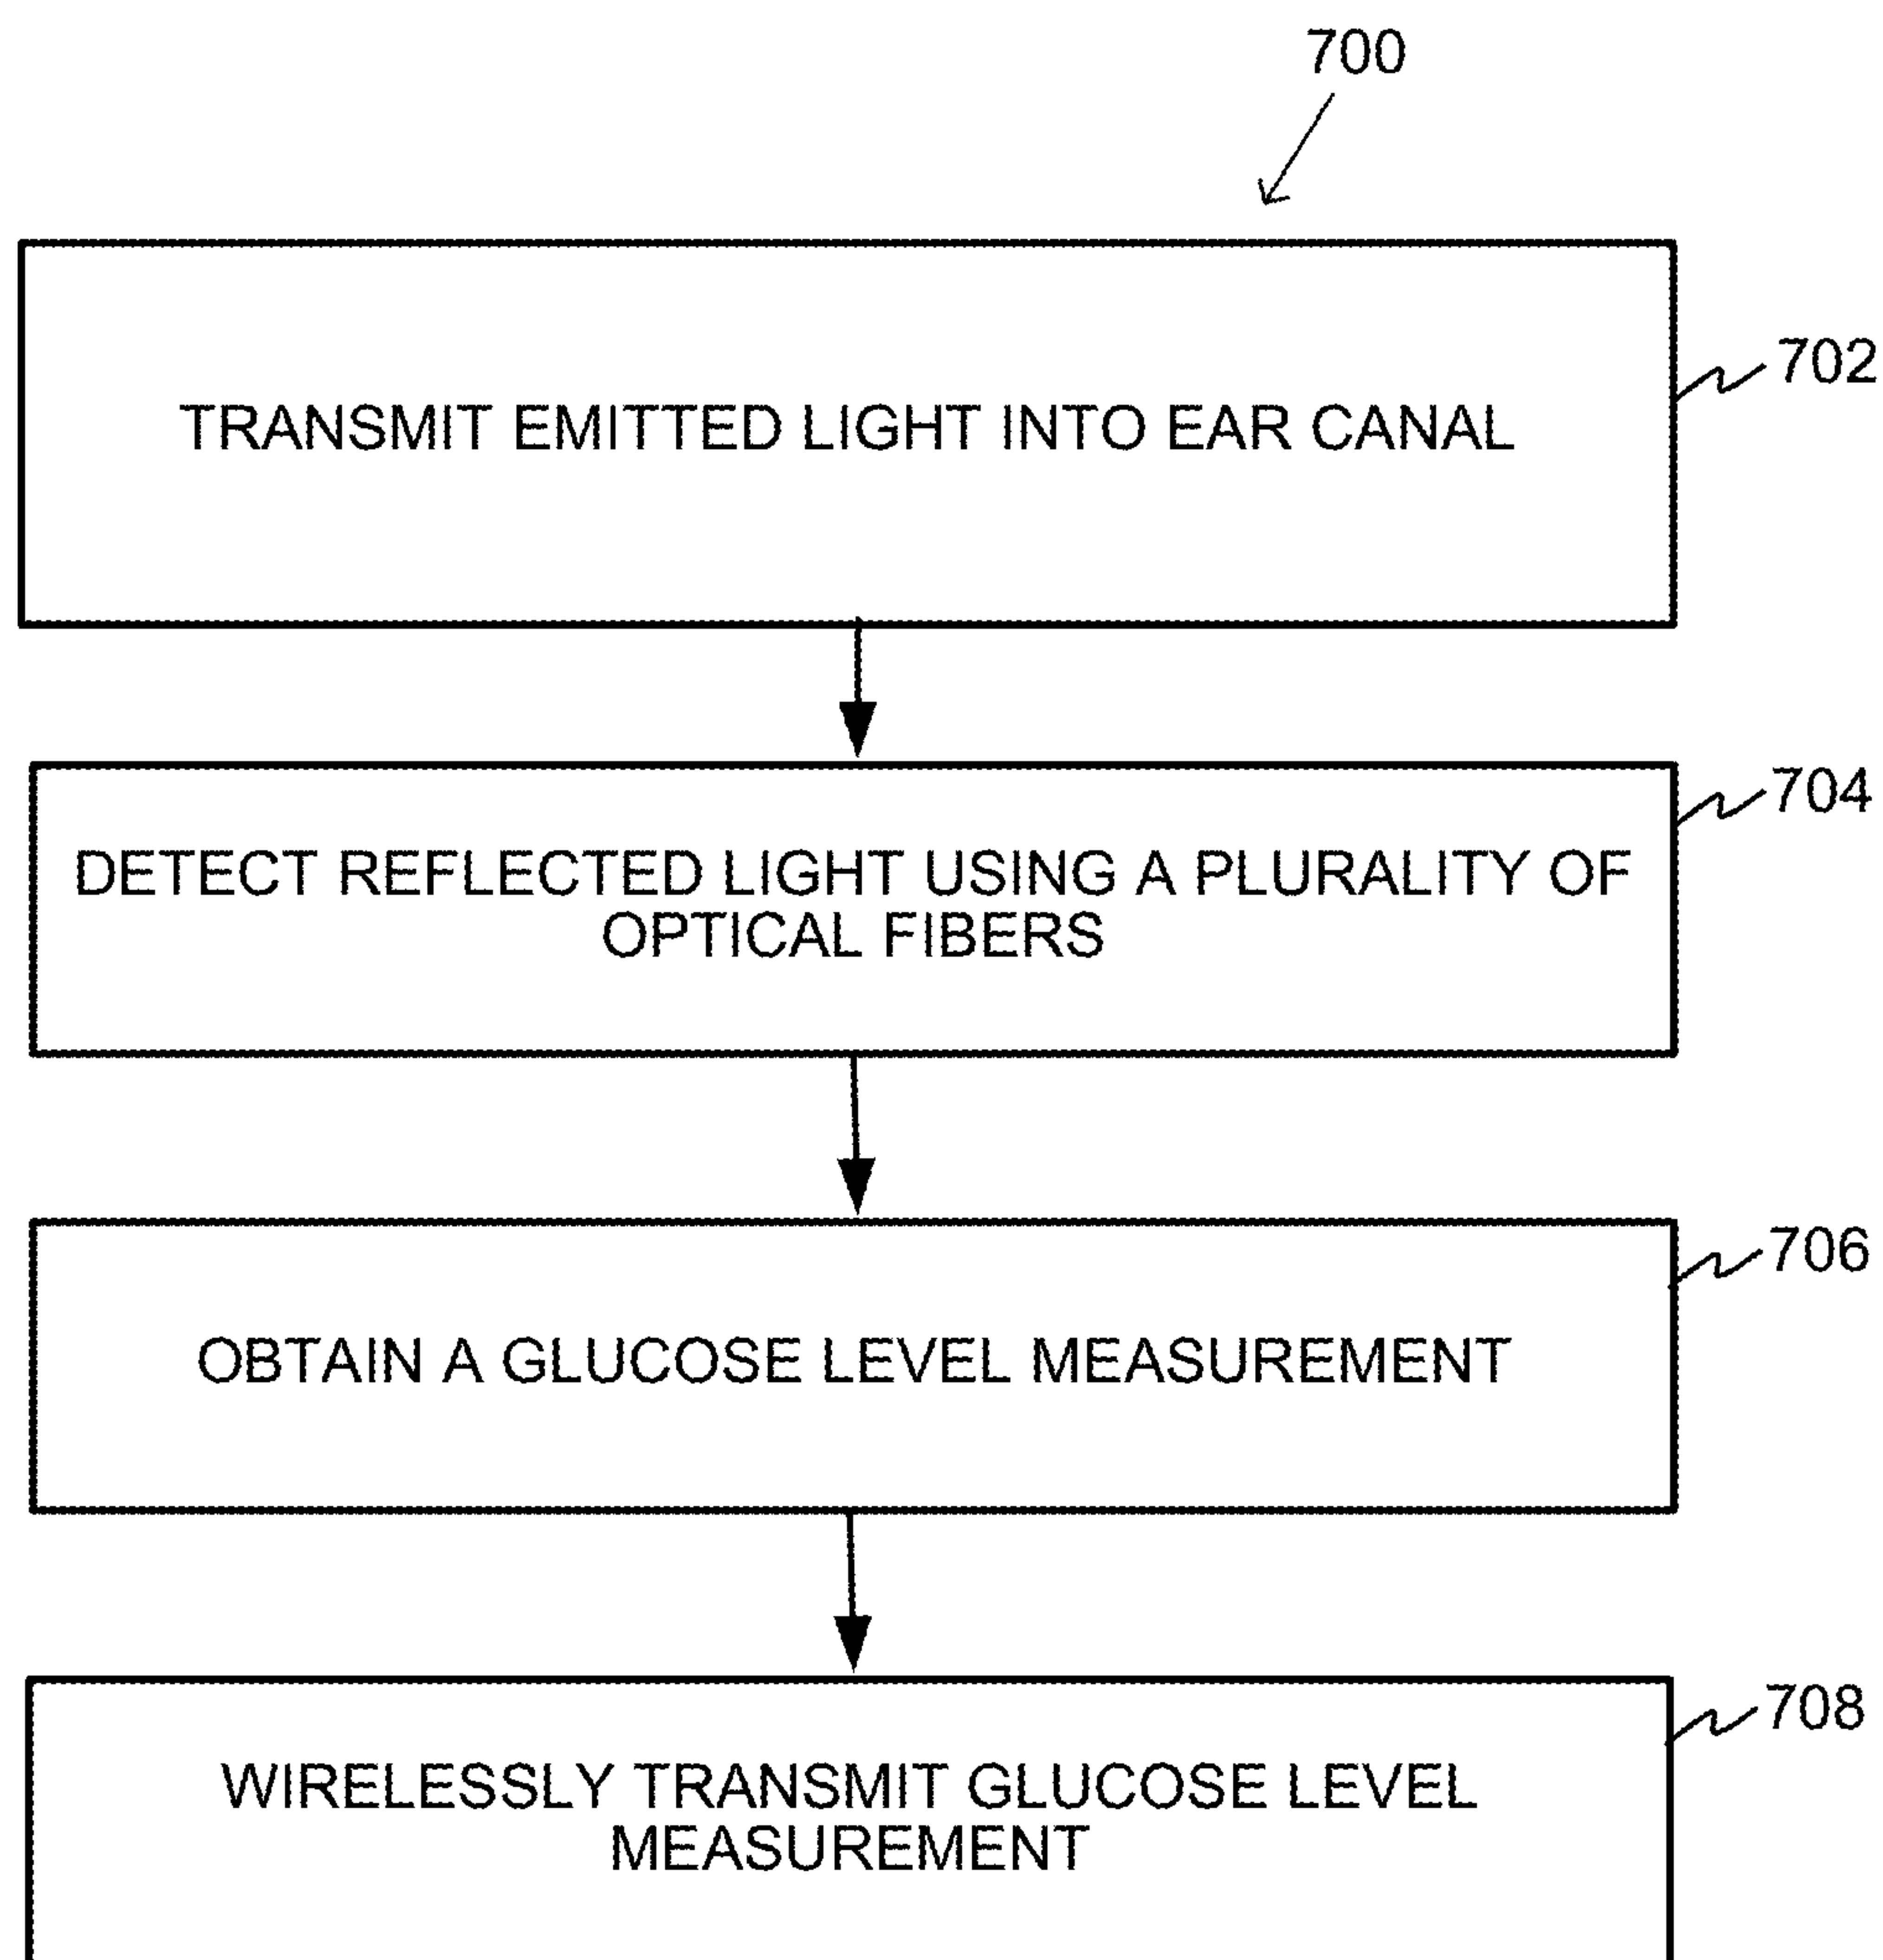 700
TRANSMIT EMITTED LIGHT INTO EAR CANAL
702
DETECT REFLECTED LIGHT USING A PLURALITY OF
OPTICAL FIBERS
704
OBTAIN A GLUCOSE LEVEL MEASUREMENT
706
WIRELESSLY TRANSMIT GLUCOSE LEVEL
MEASUREMENT
708